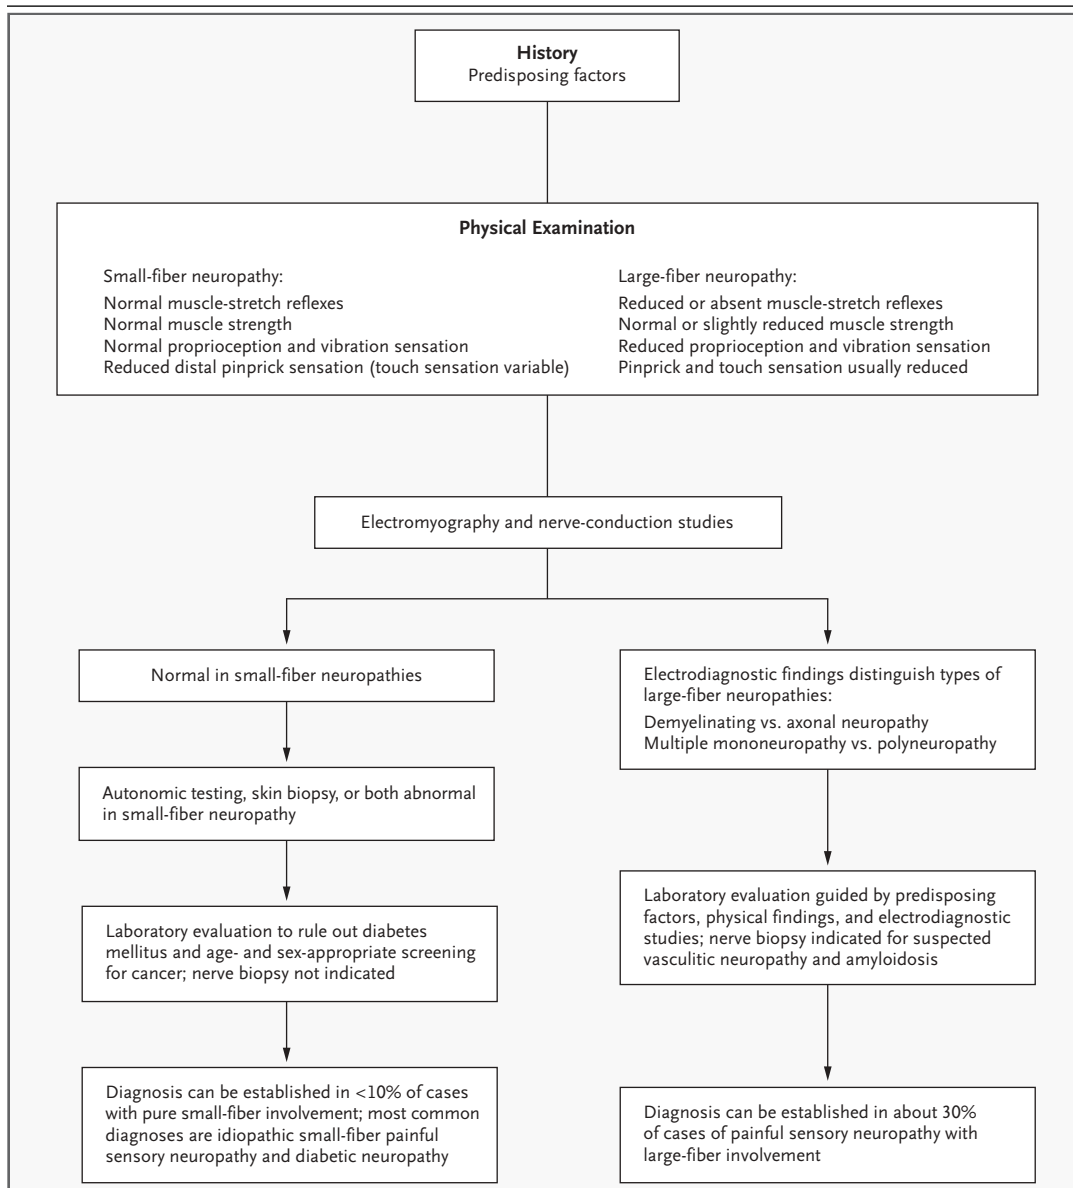 History
Predisposing factors
Physical Examination
Small-fiber neuropathy:
Normal muscle-stretch reflexes
Normal muscle strength
Normal proprioception and vibration sensation
Reduced distal pinprick sensation (touch sensation variable)
Large-fiber neuropathy:
Reduced or absent muscle-stretch reflexes
Normal or slightly reduced muscle strength
Reduced proprioception and vibration sensation
Pinprick and touch sensation usually reduced
Electromyography and nerve-conduction studies
Normal in small-fiber neuropathies
Autonomic testing, skin biopsy, or both abnormal
in small-fiber neuropathy
Laboratory evaluation to rule out diabetes
mellitus and age- and sex-appropriate screening
for cancer; nerve biopsy not indicated
Diagnosis can be established in <10% of cases
with pure small-fiber involvement; most common
diagnoses are idiopathic small-fiber painful
sensory neuropathy and diabetic neuropathy
Electrodiagnostic findings distinguish types of
large-fiber neuropathies:
Demyelinating vs. axonal neuropathy
Multiple mononeuropathy vs. polyneuropathy
Laboratory evaluation guided by predisposing
factors, physical findings, and electrodiagnostic
studies; nerve biopsy indicated for suspected
vasculitic neuropathy and amyloidosis
Diagnosis can be established in about 30%
of cases of painful sensory neuropathy with
large-fiber involvement